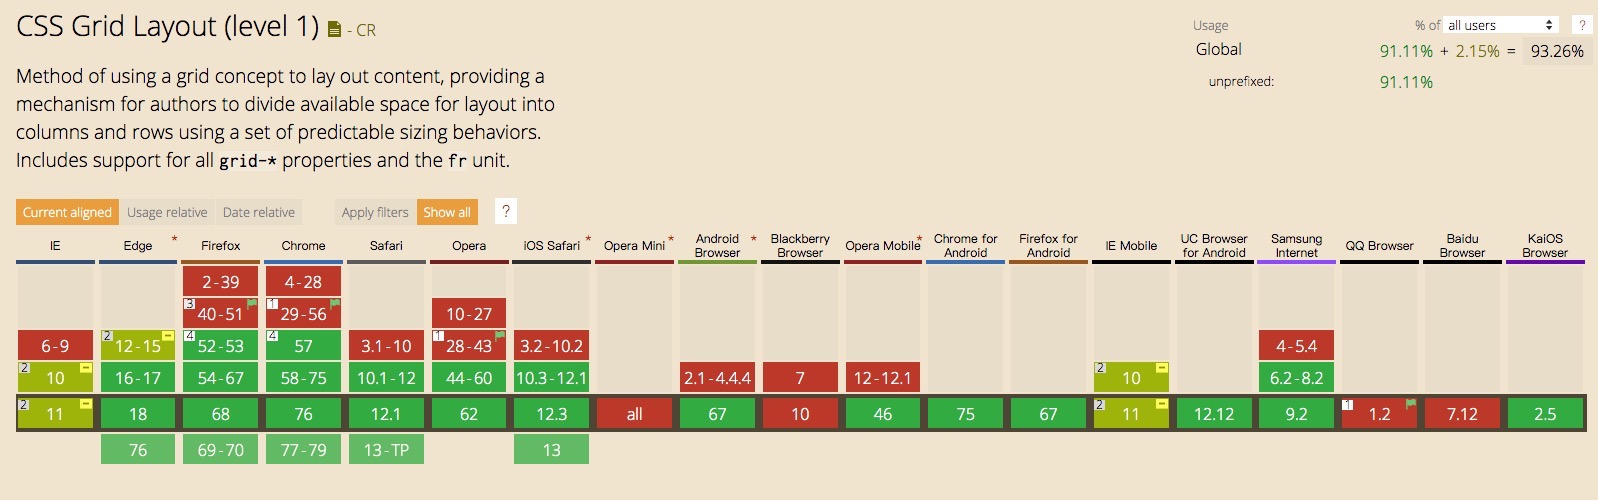 CSS Grid Layout (level 1) - CR
Usage % of all users ?
Global 91.11% + 2.15% = 93.26%
unprefixed: 91.11%
Method of using a grid concept to lay out content, providing a
mechanism for authors to divide available space for layout into
columns and rows using a set of predictable sizing behaviors.
Includes support for all grid-* properties and the fr unit.
Current aligned Usage relative Date relative Apply filters Show all ?
IE Edge * Firefox Chrome Safari Opera iOS Safari * Opera Mini * Android Browser * Blackberry Browser Opera Mobile * Chrome for Android Firefox for Android IE Mobile UC Browser for Android Samsung Internet QQ Browser Baidu Browser KaiOS Browser
2-39 4-28
3 40-51 1 29-56 10-27
6-9 2 12-15 4 52-53 4 57 3.1-10 1 28-43 3.2-10.2 4-5.4
2 10 16-17 54-67 58-75 10.1-12 44-60 10.3-12.1 2.1-4.4.4 7 12-12.1 2 10 6.2-8.2
2 11 18 68 76 12.1 62 12.3 all 67 10 46 75 67 2 11 12.12 9.2 1 1.2 7.12 2.5
76 69-70 77-79 13-TP 13